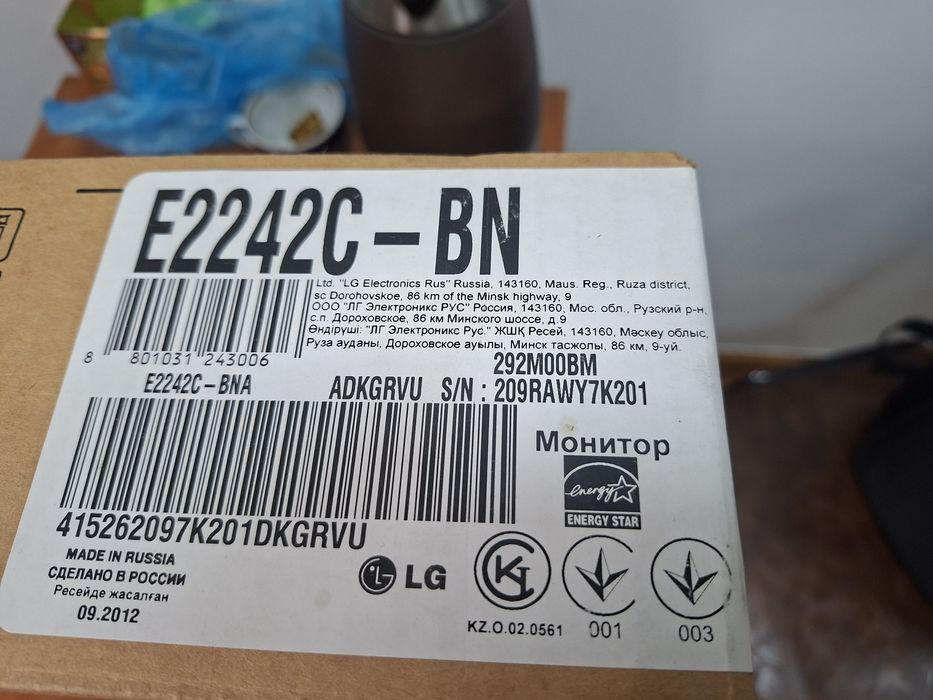 E2242C-BN
Ltd. "LG Electronics Rus" Russia, 143160, Maus. Reg., Ruza district,
sc Dorohovskoe, 86 km of the Minsk highway, 9
ООО "ЛГ Электроникс РУС" Россия, 143160, Мос. обл., Рузский р-н,
с.п. Дороховское, 86 км Минского шоссе, д.9
Өндіруші: "ЛГ Электроникс Рус." ЖШҚ Ресей, 143160, Мәскеу облыс,
Руза ауданы, Дороховское ауылы, Минск тасжолы, 86 км, 9-уй.
8 801031 243006
292M00BM
E2242C-BNA
ADKGRVU S/N : 209RAWY7K201
Монитор
energy
ENERGY STAR
415262097K201DKGRVU
MADE IN RUSSIA
СДЕЛАНО В РОССИИ
Ресейде жасалған
09.2012
LG
KZ.O.02.0561
001
003